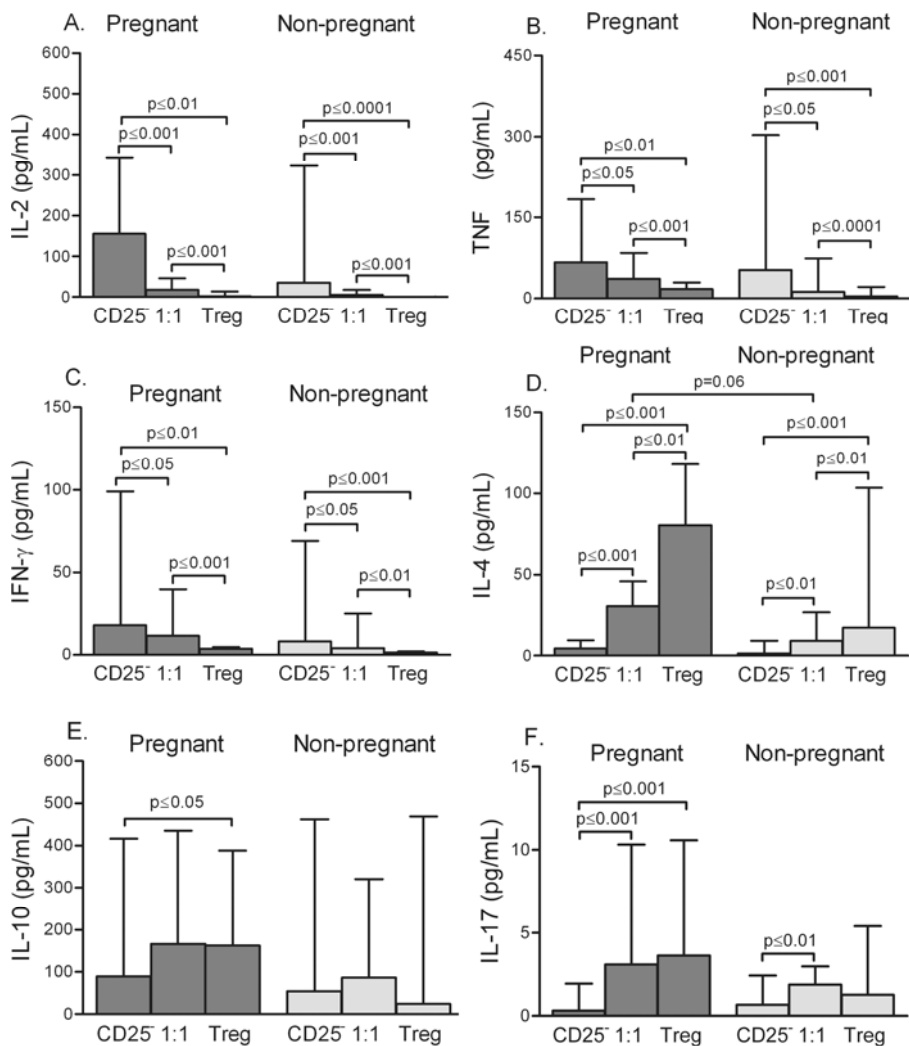 A.
Pregnant
Non-pregnant
IL-2 (pg/mL)
600
500
400
300
200
100
0
p≤0.01
p≤0.001
p≤0.001
p≤0.0001
p≤0.001
p≤0.001
CD25⁻ 1:1 Treg
CD25⁻ 1:1 Treg
B.
Pregnant
Non-pregnant
TNF (pg/mL)
450
300
150
0
p≤0.01
p≤0.05
p≤0.001
p≤0.001
p≤0.05
p≤0.0001
CD25⁻ 1:1 Treg
CD25⁻ 1:1 Treg
C.
Pregnant
Non-pregnant
IFN-γ (pg/mL)
150
100
50
0
p≤0.01
p≤0.05
p≤0.001
p≤0.001
p≤0.05
p≤0.01
CD25⁻ 1:1 Treg
CD25⁻ 1:1 Treg
D.
Pregnant
Non-pregnant
IL-4 (pg/mL)
150
100
50
0
p=0.06
p≤0.001
p≤0.01
p≤0.001
p≤0.001
p≤0.01
p≤0.01
CD25⁻ 1:1 Treg
CD25⁻ 1:1 Treg
E.
Pregnant
Non-pregnant
IL-10 (pg/mL)
600
500
400
300
200
100
0
p≤0.05
CD25⁻ 1:1 Treg
CD25⁻ 1:1 Treg
F.
Pregnant
Non-pregnant
IL-17 (pg/mL)
15
10
5
0
p≤0.001
p≤0.001
p≤0.01
CD25⁻ 1:1 Treg
CD25⁻ 1:1 Treg